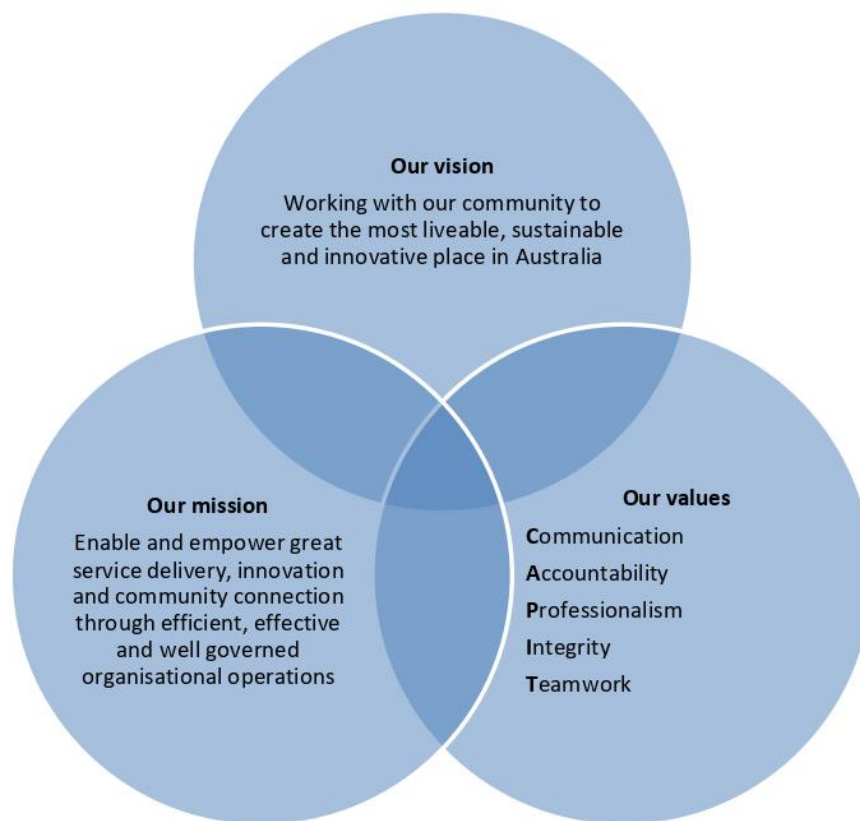 Our vision
Working with our community to
create the most liveable, sustainable
and innovative place in Australia
Our mission
Enable and empower great
service delivery, innovation
and community connection
through efficient, effective
and well governed
organisational operations
Our values
Communication
Accountability
Professionalism
Integrity
Teamwork